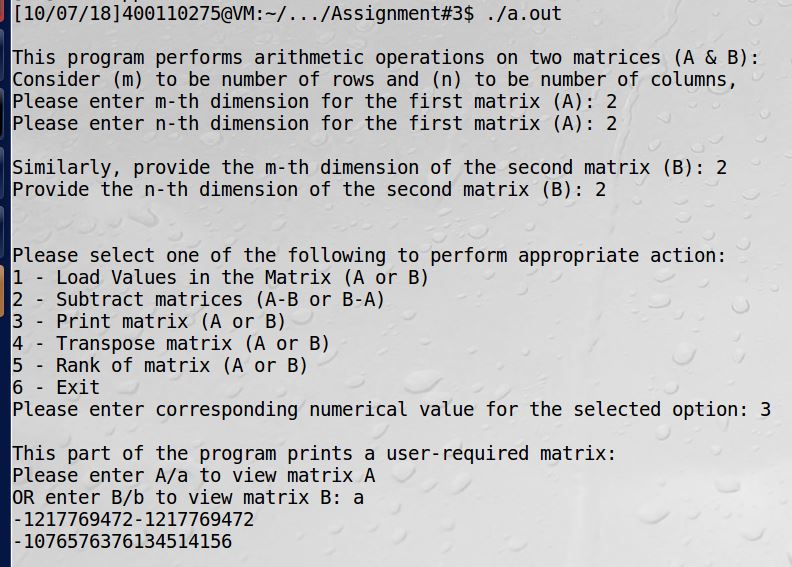 [10/07/18]400110275@VM:~/.../Assignment#3$ ./a.out
This program performs arithmetic operations on two matrices (A & B):
Consider (m) to be number of rows and (n) to be number of columns,
Please enter m-th dimension for the first matrix (A): 2
Please enter n-th dimension for the first matrix (A): 2
Similarly, provide the m-th dimension of the second matrix (B): 2
Provide the n-th dimension of the second matrix (B): 2
Please select one of the following to perform appropriate action:
1 - Load Values in the Matrix (A or B)
2 - Subtract matrices (A-B or B-A)
3 - Print matrix (A or B)
4 - Transpose matrix (A or B)
5 - Rank of matrix (A or B)
6 - Exit
Please enter corresponding numerical value for the selected option: 3
This part of the program prints a user-required matrix:
Please enter A/a to view matrix A
OR enter B/b to view matrix B: a
-1217769472-1217769472
-1076576376134514156